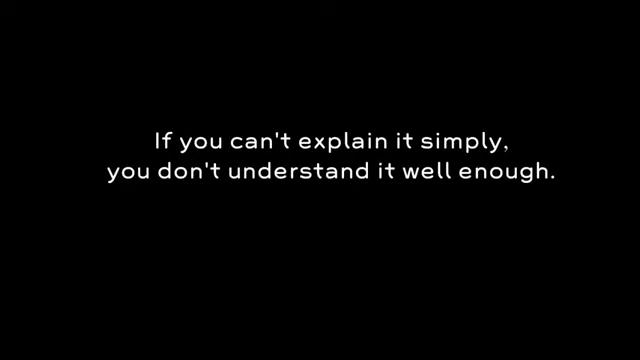 If you can't explain it simply,
you don't understand it well enough.